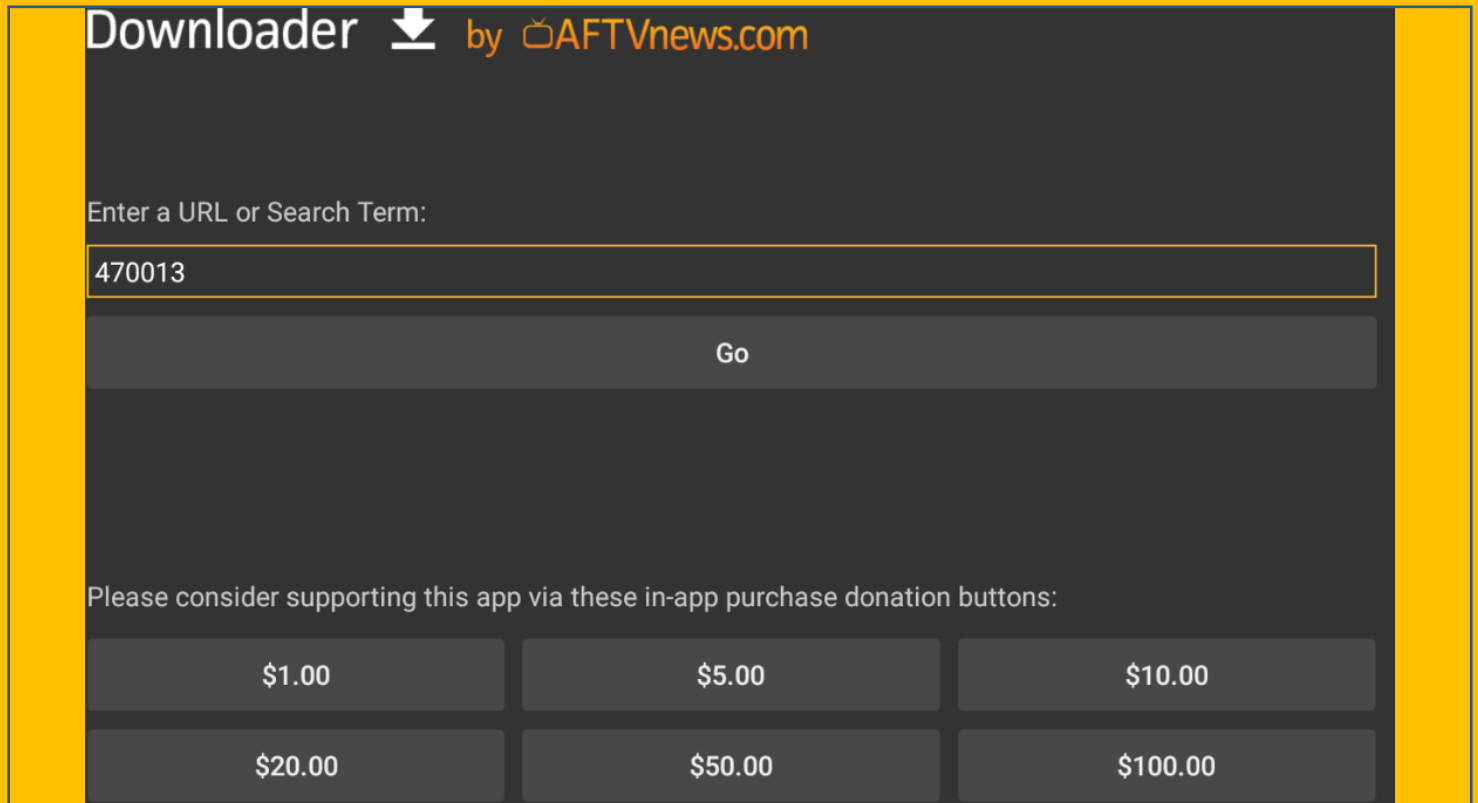 Downloader by AFTVnews.com
Enter a URL or Search Term:
470013
Go
Please consider supporting this app via these in-app purchase donation buttons:
$1.00 $5.00 $10.00
$20.00 $50.00 $100.00